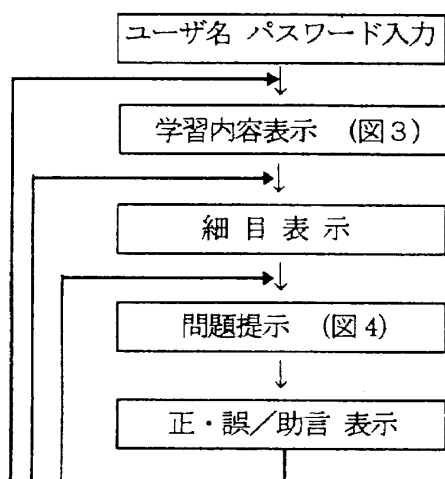 ユーザ名 パスワード入力
学習内容表示 (図3)
細目表示
問題提示 (図4)
正・誤/助言 表示